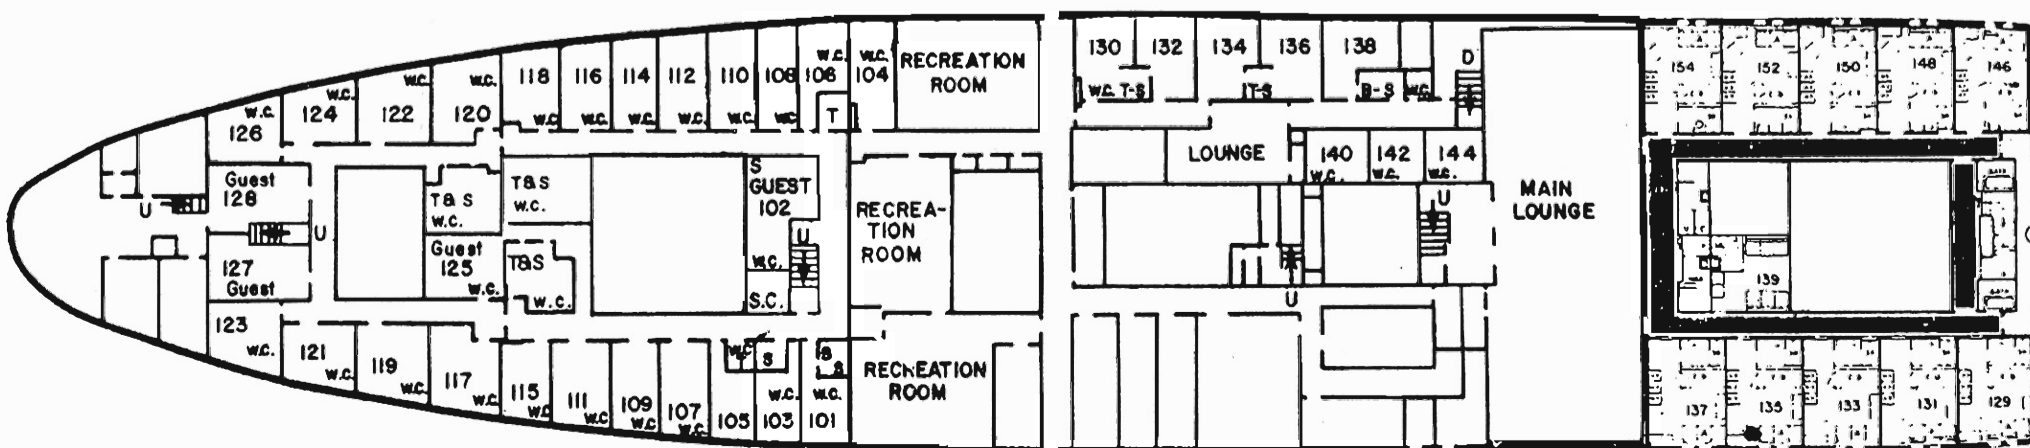 118 116 114 112 110 108 106 W.C. W.C. 104
W.C. W.C. W.C. W.C. W.C. W.C.
RECREATION
ROOM
W.C.
126
W.C.
124
W.C.
122
W.C.
120
T
Guest
128
U
U
127
Guest
T & S
W.C.
Guest
125
W.C.
T & S
W.C.
T&S
W.C.
S
GUEST
102
U
W.C.
S.C.
RECREA-
TION
ROOM
123
W.C.
121
W.C.
119
W.C.
117
W.C.
115
W.C.
111
W.C.
109
W.C.
107
W.C.
W.C.
S
105
W.C.
103
S
S
W.C.
101
RECREATION
ROOM
130 132 134 136 138
W.C. T-S
T-S
B-S
W.C.
D
LOUNGE
140
W.C.
142
W.C.
144
W.C.
U
U
MAIN
LOUNGE
154 152 150 148 146
139
137 135 133 131 129